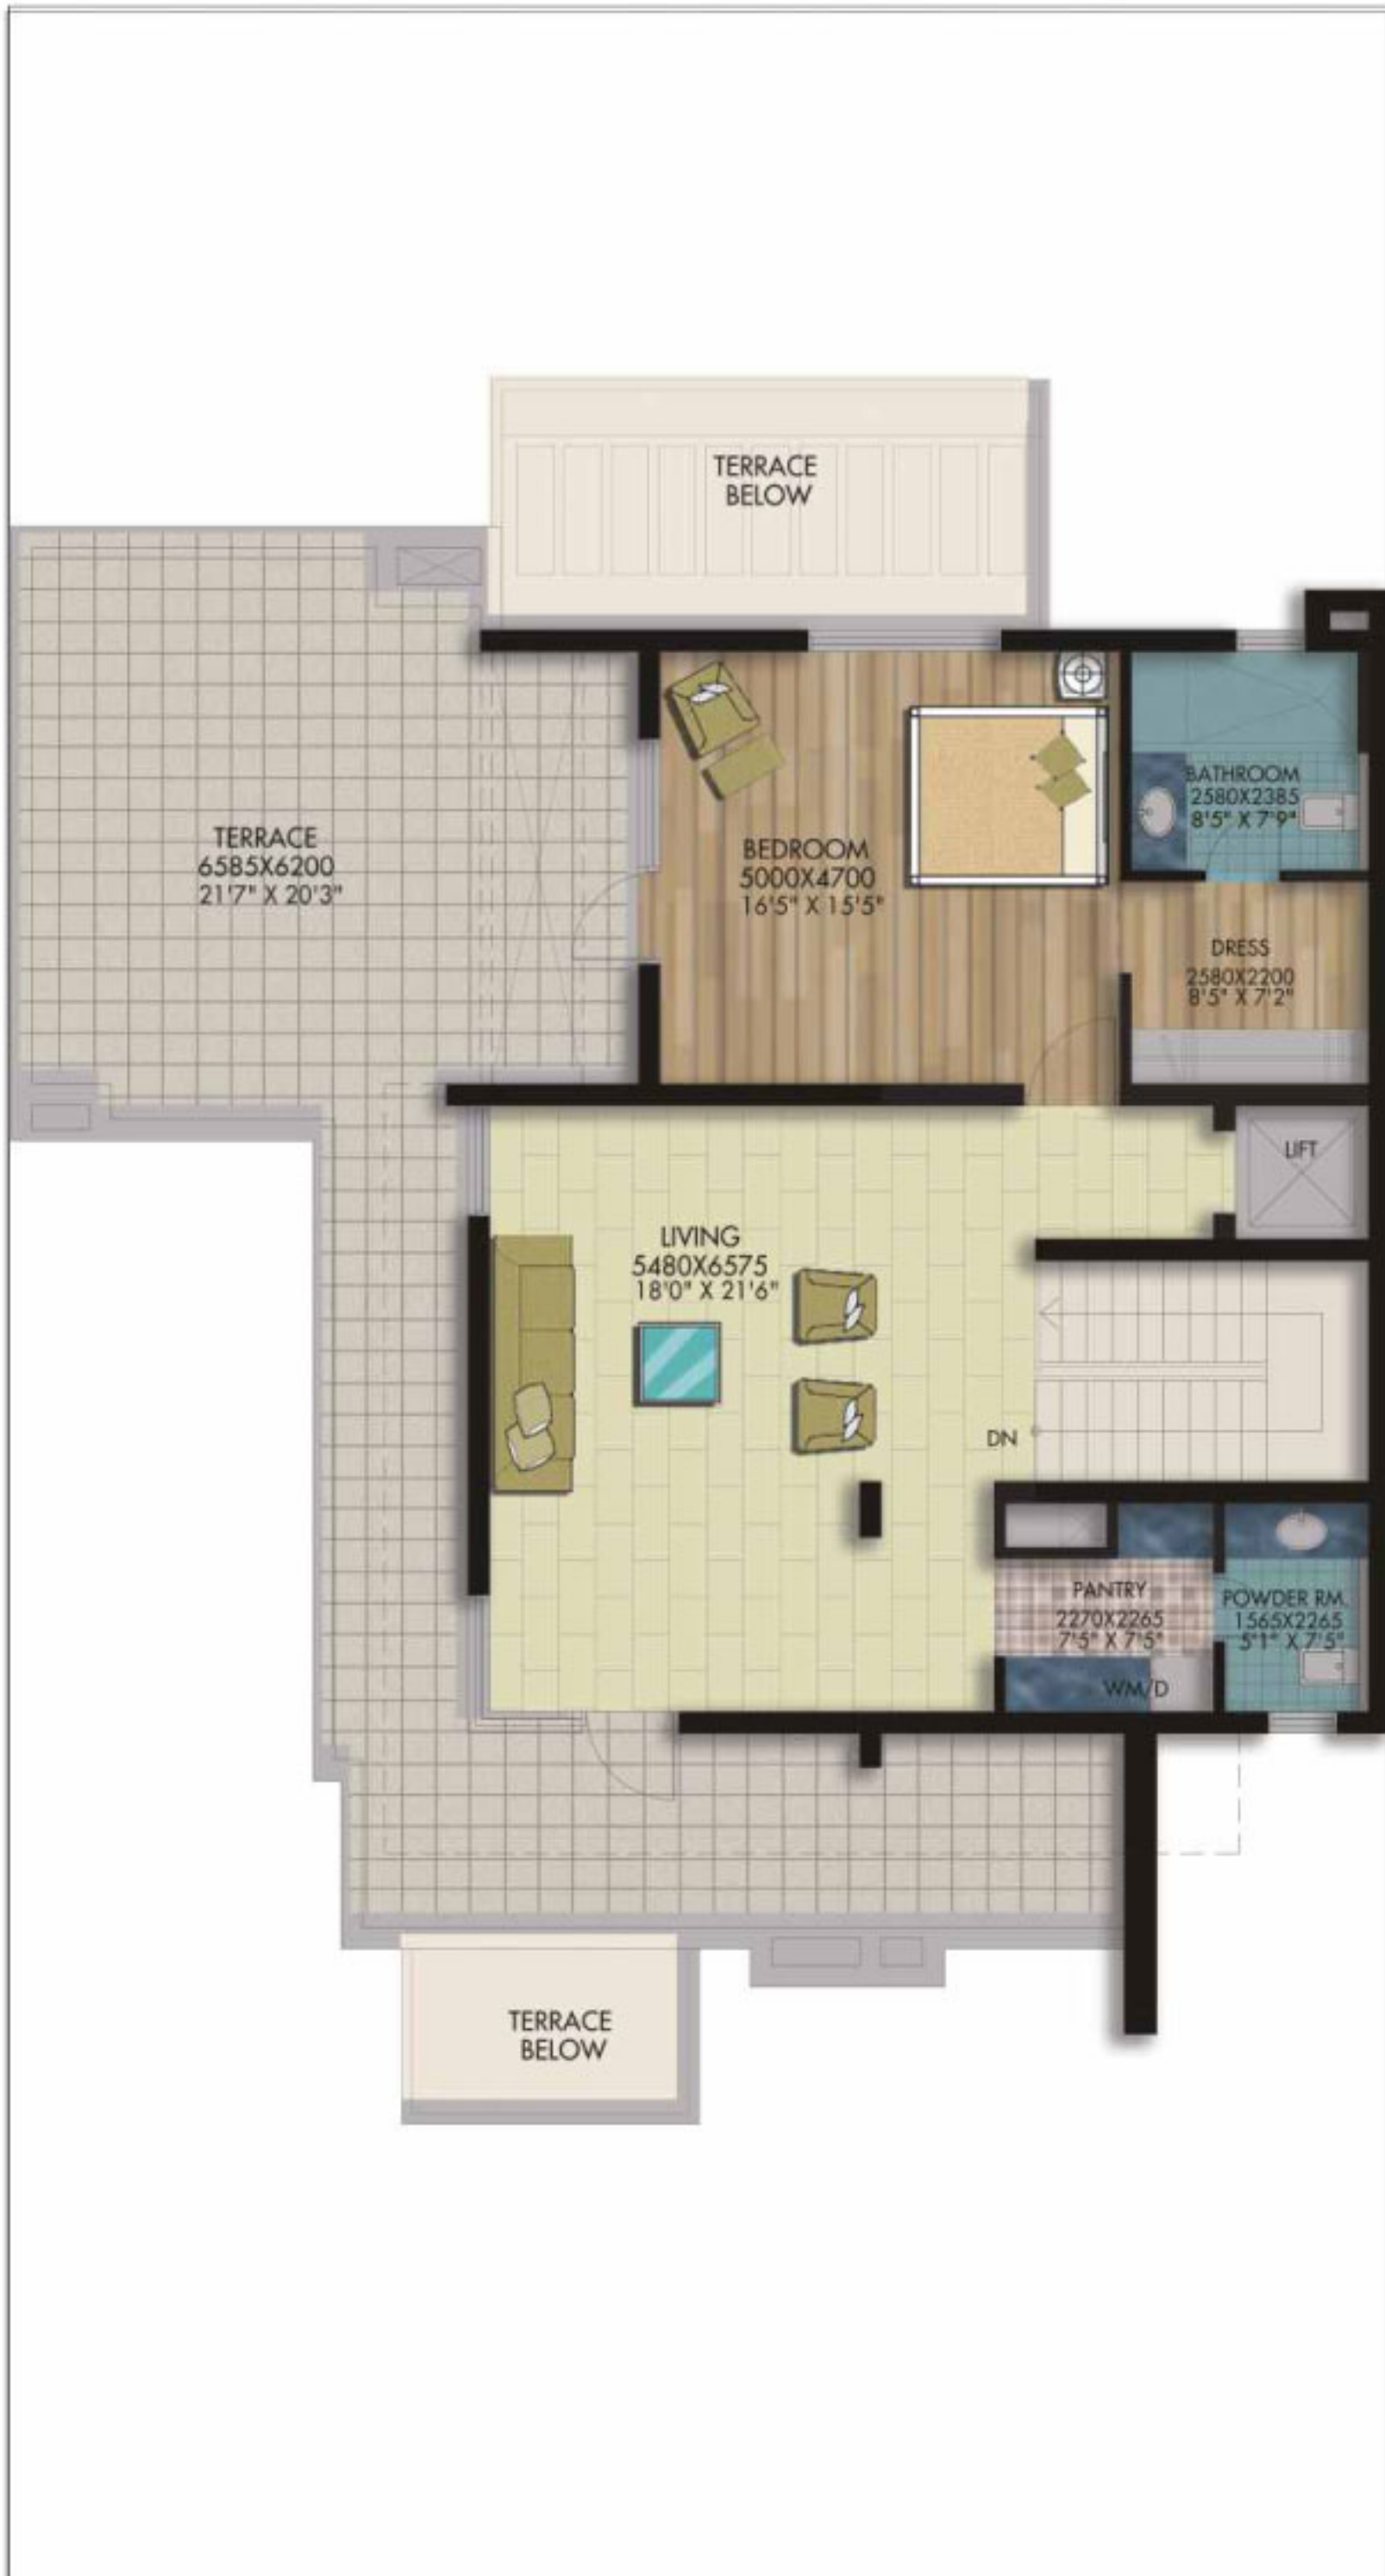 TERRACE
BELOW
TERRACE
6585X6200
21'7" X 20'3"
BEDROOM
5000X4700
16'5" X 15'5"
BATHROOM
2580X2385
8'5" X 7'9"
DRESS
2580X2200
8'5" X 7'2"
LIFT
LIVING
5480X6575
18'0" X 21'6"
DN
PANTRY
2270X2265
7'5" X 7'5"
WM/D
POWDER RM.
1565X2265
5'1" X 7'5"
TERRACE
BELOW